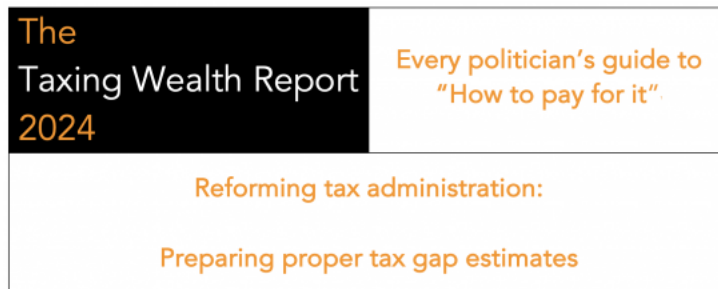 The
Taxing Wealth Report
2024
Every politician’s guide to
“How to pay for it”
Reforming tax administration:
Preparing proper tax gap estimates